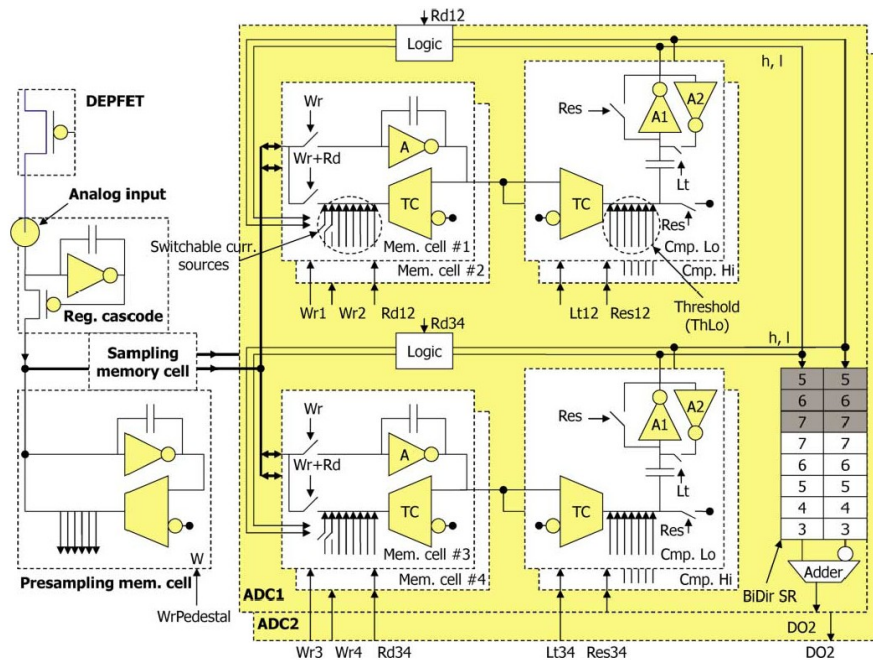 Rd12
Logic
h, l
DEPFET
Wr
Wr+Rd
A
TC
Switchable curr.
sources
Mem. cell #1
Mem. cell #2
Wr1
Wr2
Rd12
Res
A1
A2
Lt
TC
Res
Cmp. Lo
Cmp. Hi
Lt12
Res12
Threshold
(ThLo)
Analog input
Reg. cascode
Sampling
memory cell
Rd34
Logic
h, l
Wr
Wr+Rd
A
TC
Mem. cell #3
Mem. cell #4
Res
A1
A2
Lt
TC
Res
Cmp. Lo
Cmp. Hi
5 5
6 6
7 7
7 7
6 6
5 5
4 4
3 3
Adder
BiDir SR
W
Presampling mem. cell
WrPedestal
ADC1
ADC2
Wr3
Wr4
Rd34
Lt34
Res34
DO2
DO2